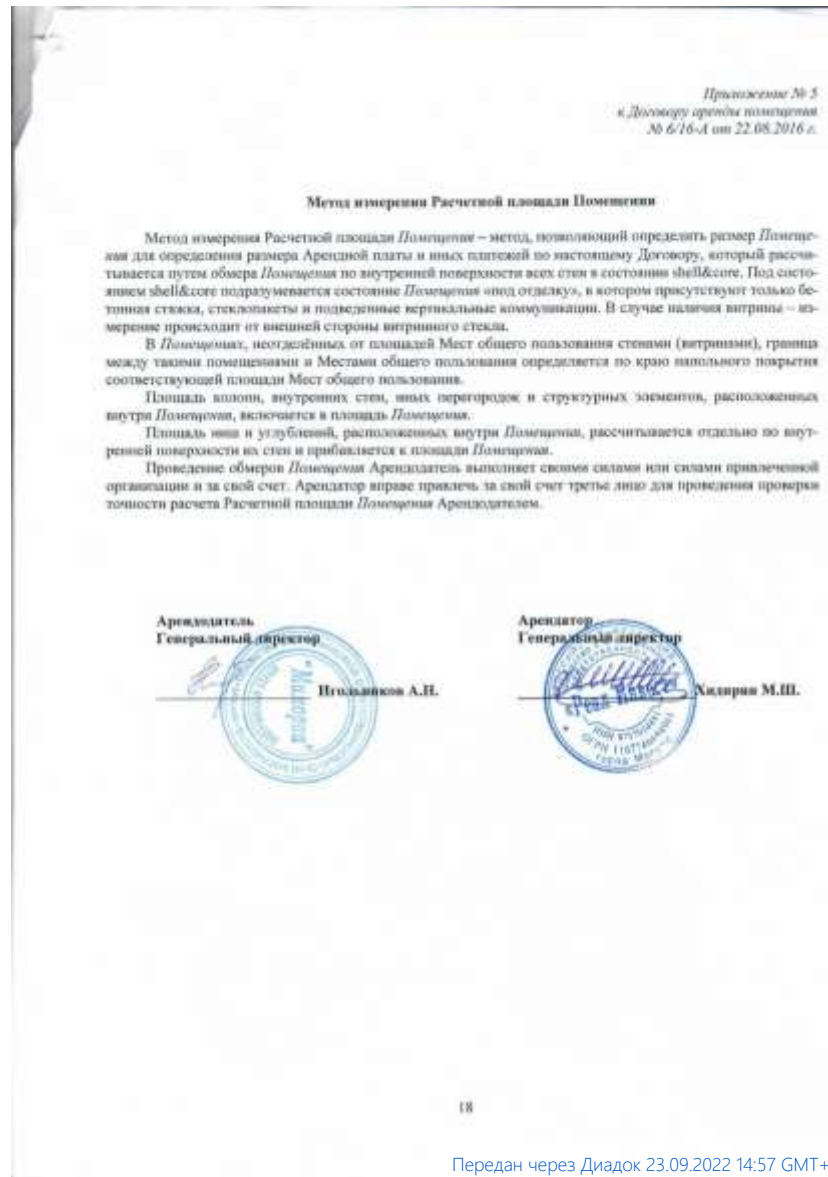 Приложение № 5
к Договору аренды помещения
№ 6/16-А от 22.08.2016 г.
Метод измерения Расчетной площади Помещения
Метод измерения Расчетной площади Помещения – метод, позволяющий определить размер Помеще-
ния для определения размера Арендной платы и иных платежей по настоящему Договору, который рассчи-
тывается путем обмера Помещения по внутренней поверхности всех стен в состоянии shell&core. Под состо-
янием shell&core подразумевается состояние Помещения «под отделку», в котором присутствуют только бе-
тонная стяжка, стеклопакеты и подведенные вертикальные коммуникации. В случае наличия витрины – из-
мерение происходит от внешней стороны витринного стекла.
В Помещениях, неотделённых от площадей Мест общего пользования стенами (витринами), граница
между такими помещениями и Местами общего пользования определяется по краю напольного покрытия
соответствующей площади Мест общего пользования.
Площадь колонн, внутренних стен, иных перегородок и структурных элементов, расположенных
внутри Помещения, включается в площадь Помещения.
Площадь ниш и углублений, расположенных внутри Помещения, рассчитывается отдельно по внут-
ренней поверхности их стен и прибавляется к площади Помещения.
Проведение обмеров Помещения Арендодатель выполняет своими силами или силами привлеченной
организации и за свой счет. Арендатор вправе привлечь за свой счет третье лицо для проведения проверки
точности расчета Расчетной площади Помещения Арендодателем.
Арендодатель
Генеральный директор
Игольников А.Н.
Арендатор
Генеральный директор
Хидирян М.Ш.
18
Передан через Диадок 23.09.2022 14:57 GMT+